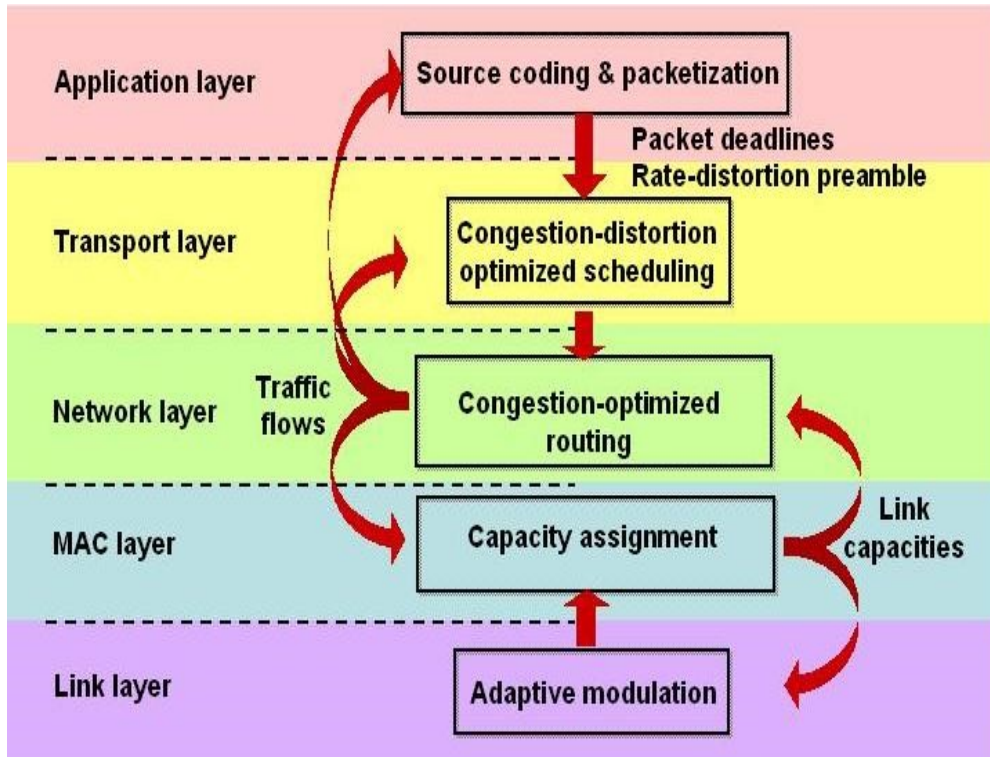 Application layer
Source coding & packetization
Packet deadlines
Rate-distortion preamble
Transport layer
Congestion-distortion
optimized scheduling
Network layer
Traffic
flows
Congestion-optimized
routing
MAC layer
Capacity assignment
Link
capacities
Link layer
Adaptive modulation